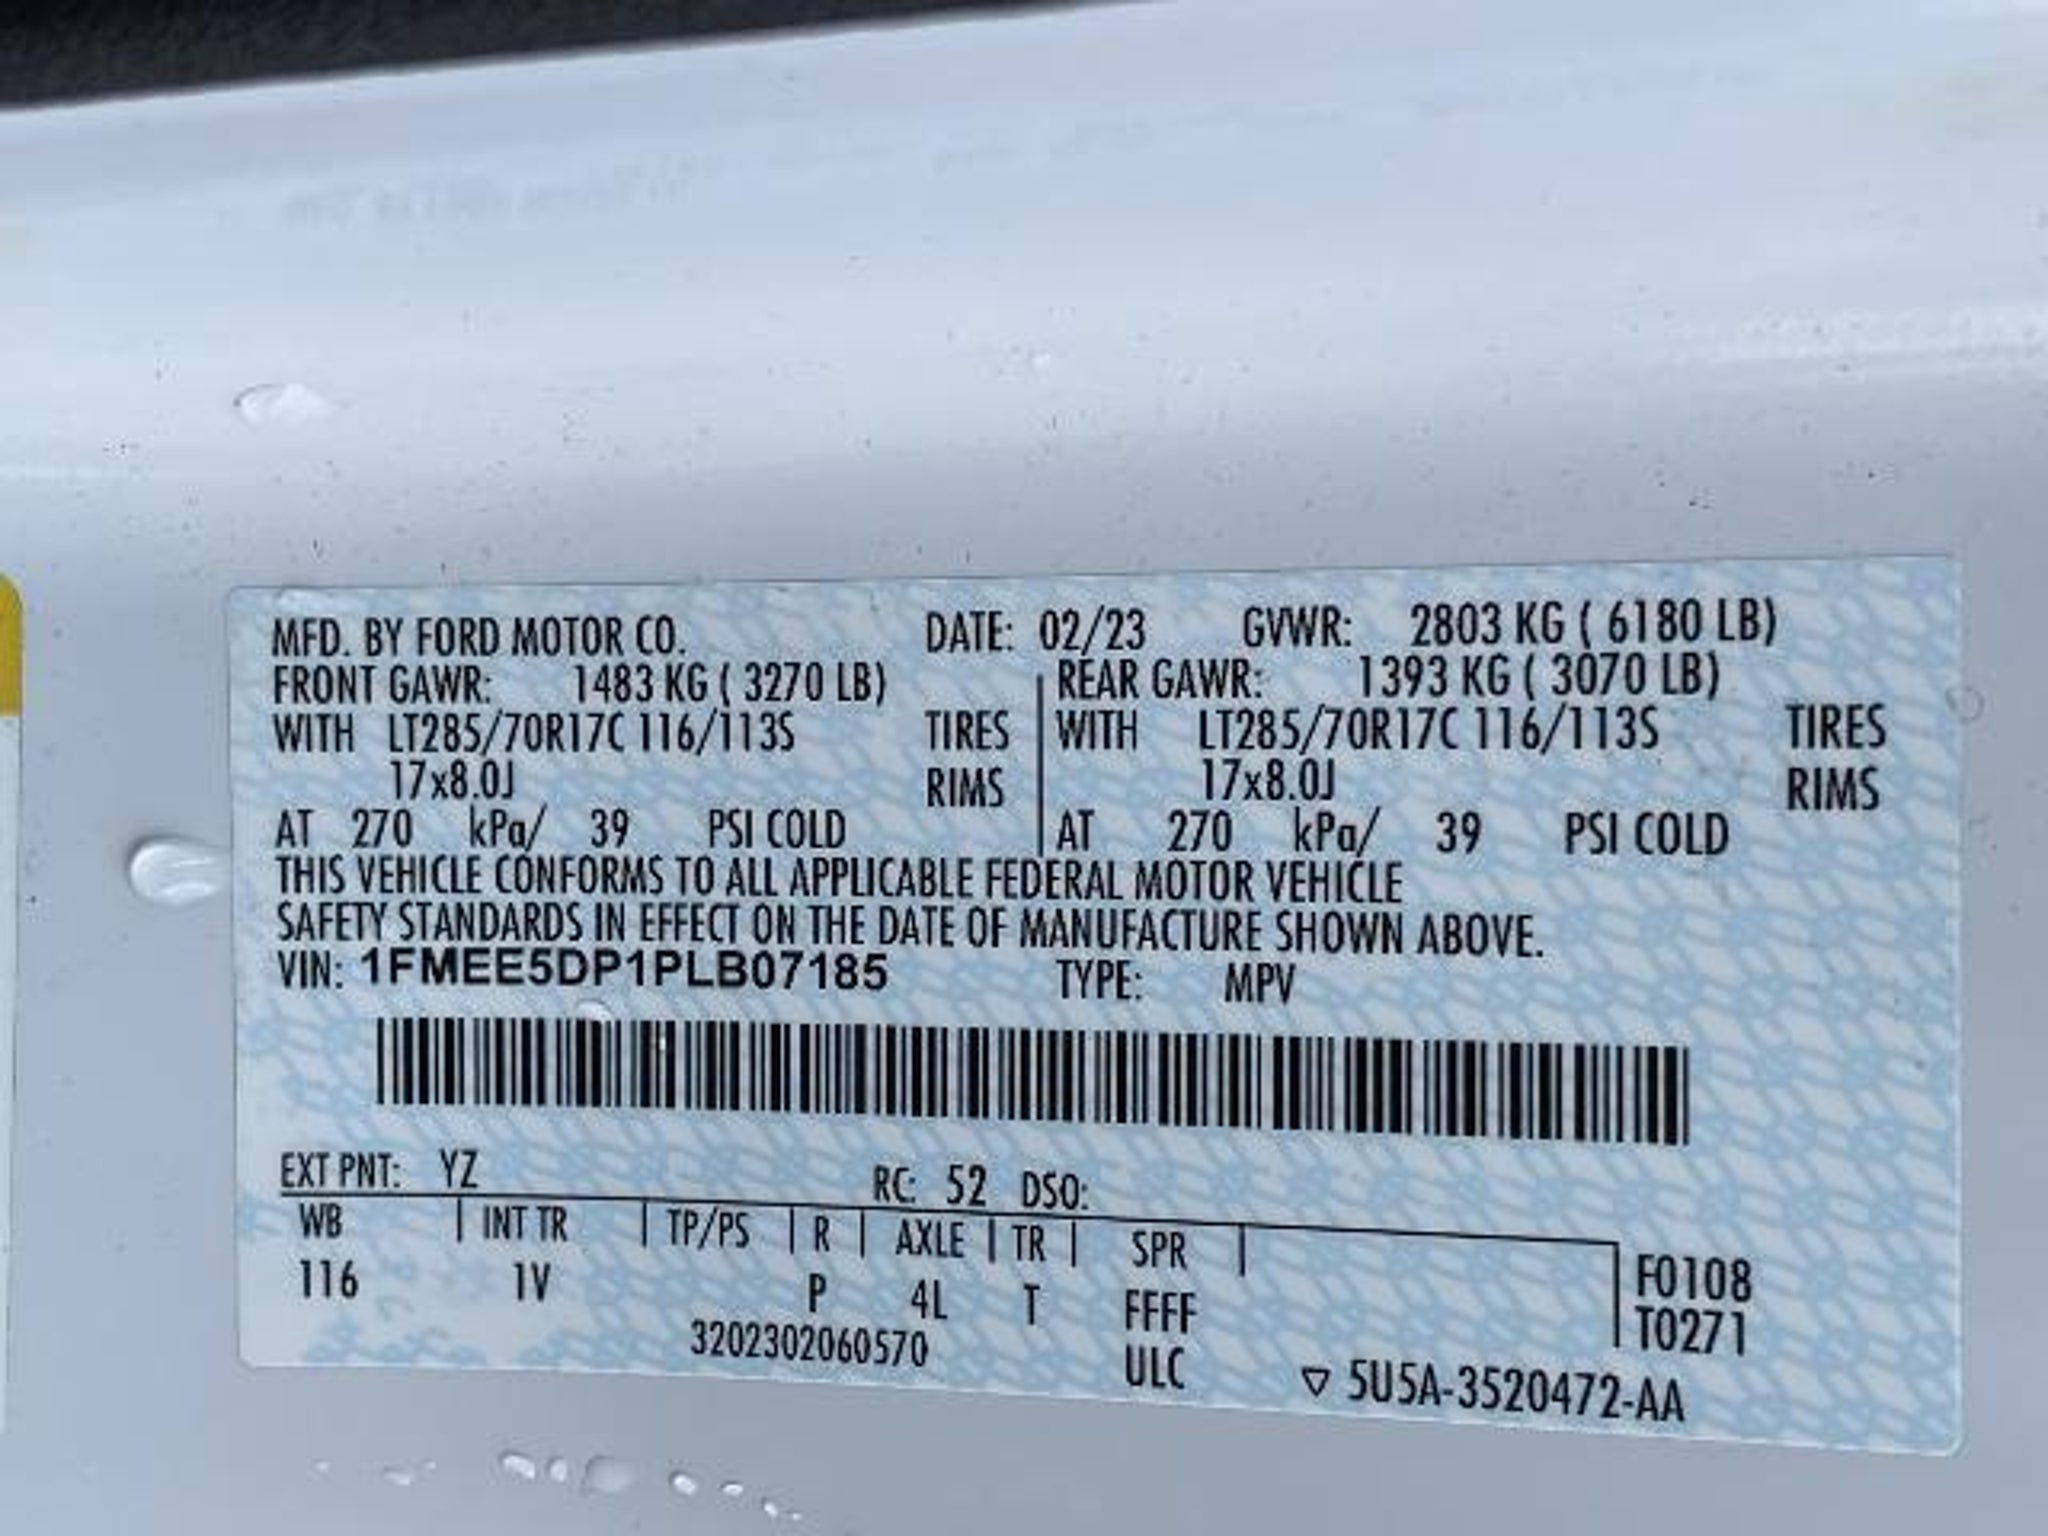 MFD. BY FORD MOTOR CO. DATE: 02/23 GVWR: 2803 KG ( 6180 LB)
FRONT GAWR: 1483 KG ( 3270 LB) REAR GAWR: 1393 KG ( 3070 LB)
WITH LT285/70R17C 116/113S TIRES WITH LT285/70R17C 116/113S TIRES
17x8.0J RIMS 17x8.0J RIMS
AT 270 kPa/ 39 PSI COLD AT 270 kPa/ 39 PSI COLD
THIS VEHICLE CONFORMS TO ALL APPLICABLE FEDERAL MOTOR VEHICLE
SAFETY STANDARDS IN EFFECT ON THE DATE OF MANUFACTURE SHOWN ABOVE.
VIN: 1FMEE5DP1PLB07185 TYPE: MPV
EXT PNT: YZ RC: 52 DSO:
WB INT TR TP/PS R AXLE TR SPR
116 1V P 4L T FFFF F0108
3202302060570 ULC T0271
▽ 5U5A-3520472-AA